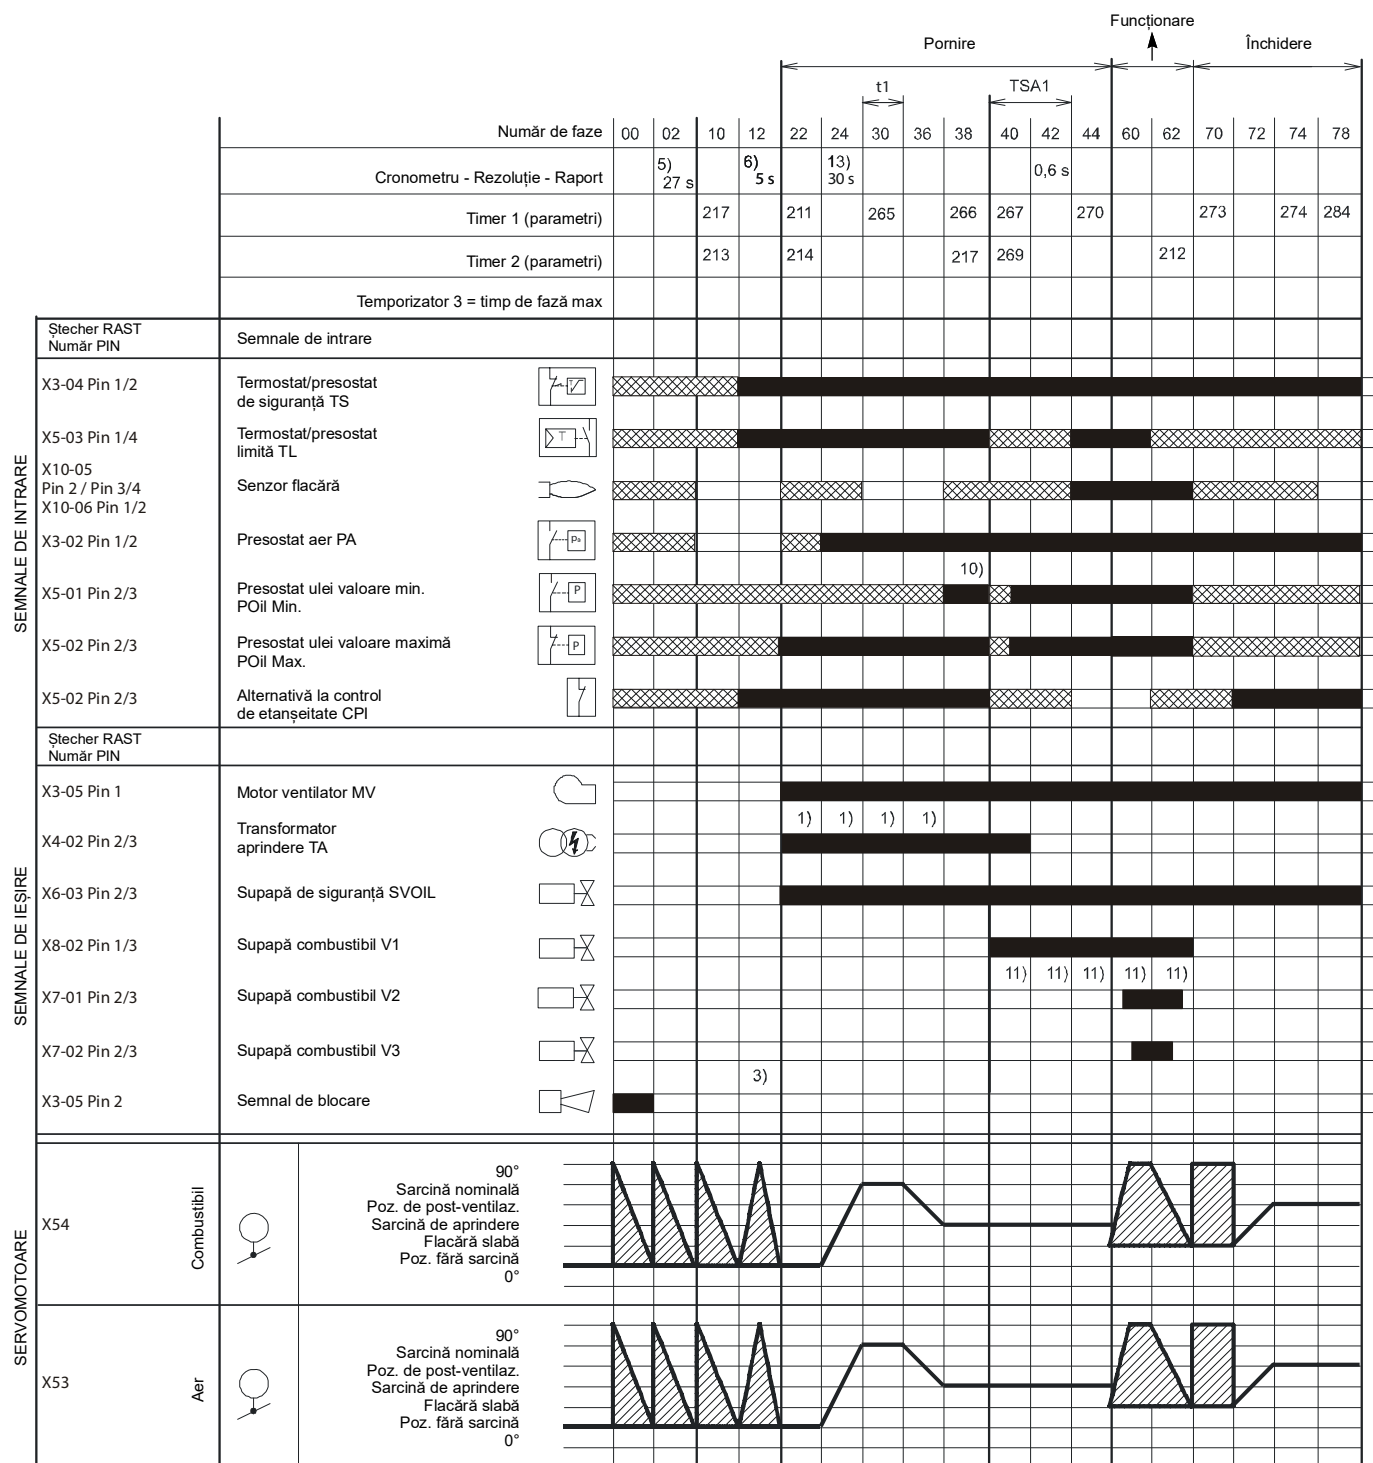 Funcționare
Pornire
Închidere
t1
TSA1
Număr de faze 00 02 10 12 22 24 30 36 38 40 42 44 60 62 70 72 74 78
Cronometru - Rezoluție - Raport 5) 27 s 6) 5 s 13) 30 s 0,6 s
Timer 1 (parametri) 217 211 265 266 267 270 273 274 284
Timer 2 (parametri) 213 214 217 269 212
Temporizator 3 = timp de fază max
Ștecher RAST
Număr PIN
Semnale de intrare
SEMNALE DE INTRARE
X3-04 Pin 1/2
Termostat/presostat
de siguranță TS
X5-03 Pin 1/4
Termostat/presostat
limită TL
T
X10-05
Pin 2 / Pin 3/4
X10-06 Pin 1/2
Senzor flacără
X3-02 Pin 1/2
Presostat aer PA
10)
X5-01 Pin 2/3
Presostat ulei valoare min.
POil Min.
P
X5-02 Pin 2/3
Presostat ulei valoare maximă
POil Max.
P
X5-02 Pin 2/3
Alternativă la control
de etanșeitate CPI
Ștecher RAST
Număr PIN
SEMNALE DE IEȘIRE
X3-05 Pin 1
Motor ventilator MV
1) 1) 1) 1)
X4-02 Pin 2/3
Transformator
aprindere TA
X6-03 Pin 2/3
Supapă de siguranță SVOIL
X8-02 Pin 1/3
Supapă combustibil V1
11) 11) 11) 11) 11)
X7-01 Pin 2/3
Supapă combustibil V2
X7-02 Pin 2/3
Supapă combustibil V3
3)
X3-05 Pin 2
Semnal de blocare
SERVOMOTOARE
X54
Combustibil
90°
Sarcină nominală
Poz. de post-ventilaz.
Sarcină de aprindere
Flacără slabă
Poz. fără sarcină
0°
X53
Aer
90°
Sarcină nominală
Poz. de post-ventilaz.
Sarcină de aprindere
Flacără slabă
Poz. fără sarcină
0°